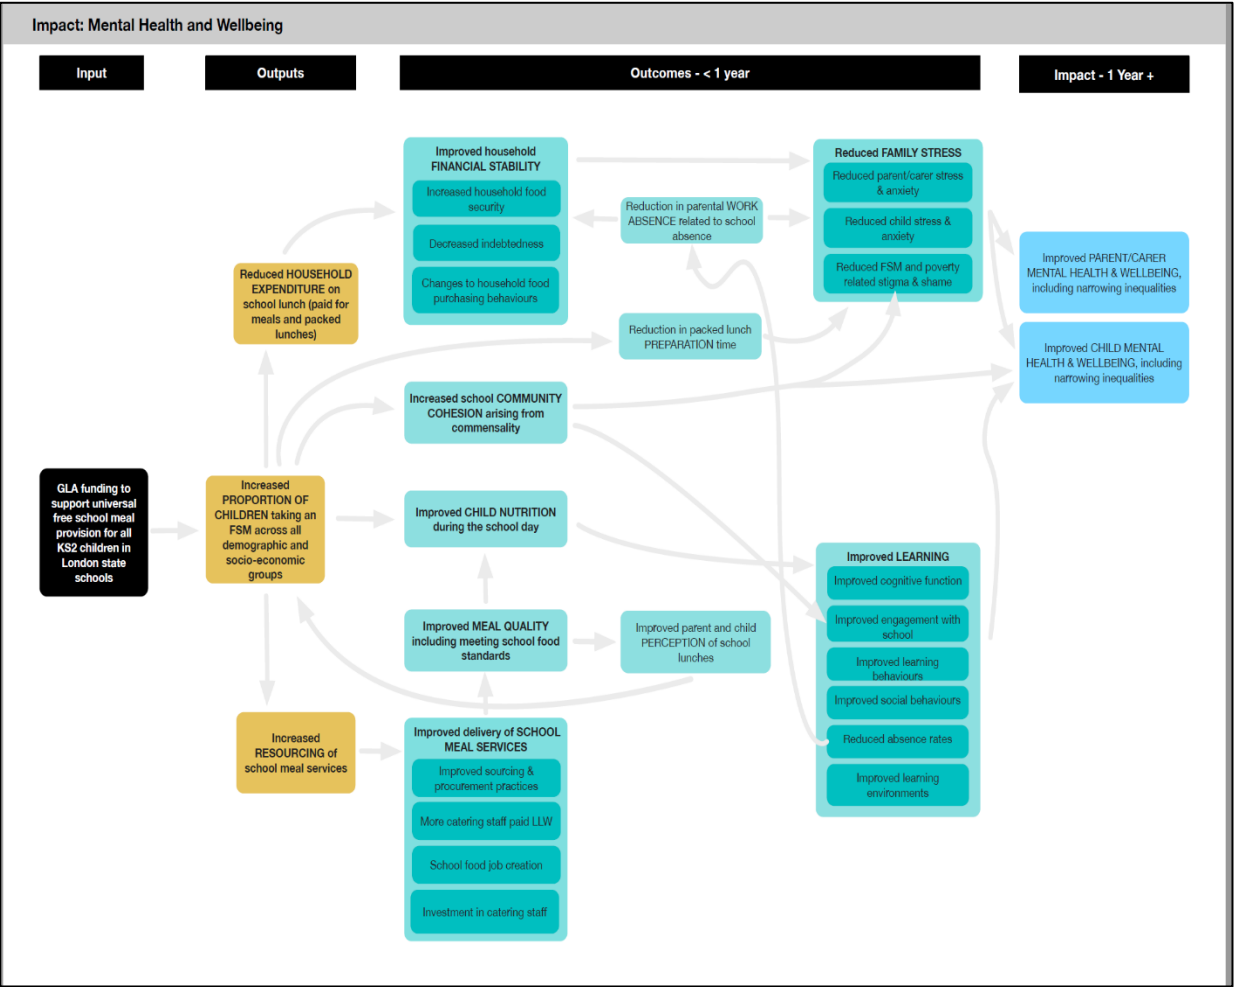 Impact: Mental Health and Wellbeing
Input
Outputs
Outcomes - < 1 year
Impact - 1 Year +
GLA funding to
support universal
free school meal
provision for all
KS2 children in
London state
schools
Reduced HOUSEHOLD
EXPENDITURE on
school lunch (paid for
meals and packed
lunches)
Increased
PROPORTION OF
CHILDREN taking an
FSM across all
demographic and
socio-economic
groups
Increased
RESOURCING of
school meal services
Improved household
FINANCIAL STABILITY
Increased household food
security
Decreased indebtedness
Changes to household food
purchasing behaviours
Increased school COMMUNITY
COHESION arising from
commensality
Improved CHILD NUTRITION
during the school day
Improved MEAL QUALITY
including meeting school food
standards
Improved delivery of SCHOOL
MEAL SERVICES
Improved sourcing &
procurement practices
More catering staff paid LLW
School food job creation
Investment in catering staff
Reduction in parental WORK
ABSENCE related to school
absence
Reduction in packed lunch
PREPARATION time
Improved parent and child
PERCEPTION of school
lunches
Reduced FAMILY STRESS
Reduced parent/carer stress
& anxiety
Reduced child stress &
anxiety
Reduced FSM and poverty
related stigma & shame
Improved LEARNING
Improved cognitive function
Improved engagement with
school
Improved learning
behaviours
Improved social behaviours
Reduced absence rates
Improved learning
environments
Improved PARENT/CARER
MENTAL HEALTH & WELLBEING,
including narrowing inequalities
Improved CHILD MENTAL
HEALTH & WELLBEING, including
narrowing inequalities